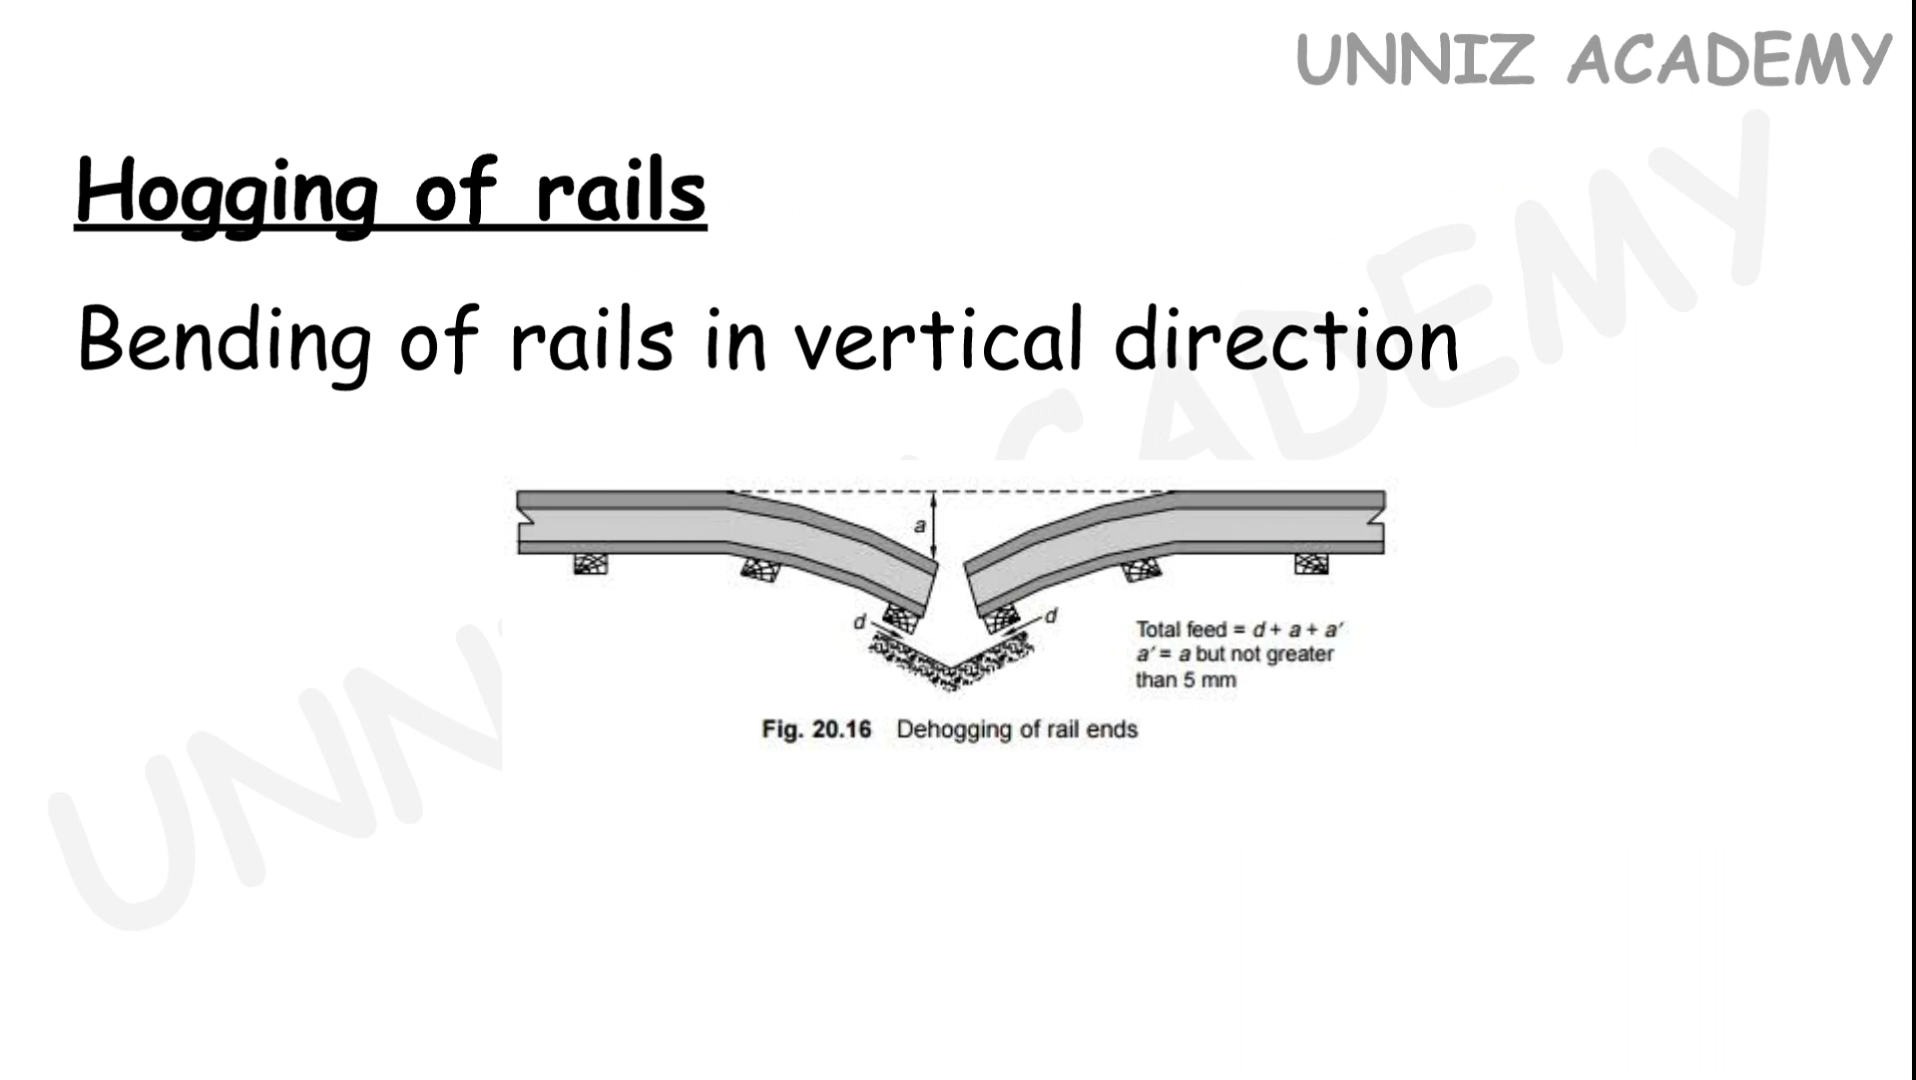 UNNIZ ACADEMY
Hogging of rails
Bending of rails in vertical direction
a
d
d
Total feed = d + a + a′
a′ = a but not greater
than 5 mm
Fig. 20.16 Dehogging of rail ends